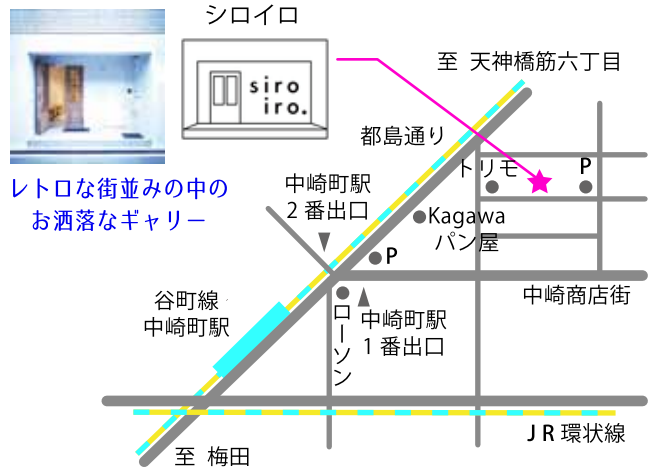 シロイロ
siro
iro.
至 天神橋筋六丁目
都島通り
レトロな街並みの中の
お洒落なギャリー
中崎町駅
2番出口
トリモ
P
Kagawa
パン屋
P
谷町線
中崎町駅
ローソン
中崎町駅
1番出口
中崎商店街
JR環状線
至 梅田